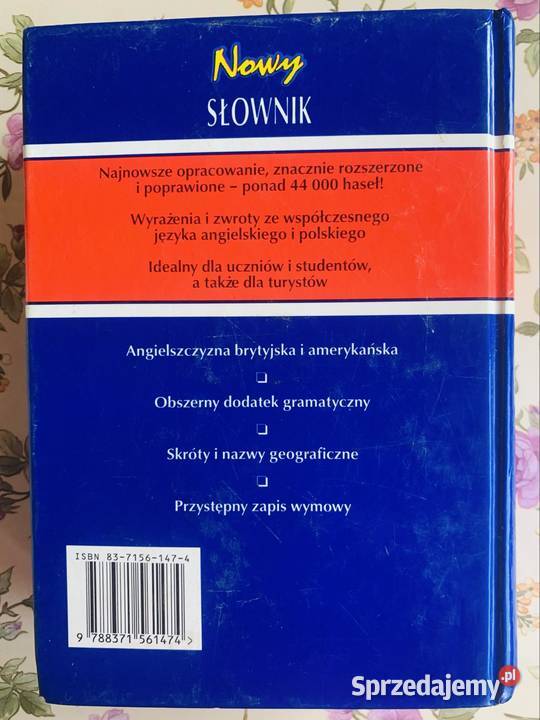 Nowy
SŁOWNIK
Najnowsze opracowanie, znacznie rozszerzone
i poprawione – ponad 44 000 haseł!
Wyrażenia i zwroty ze współczesnego
języka angielskiego i polskiego
Idealny dla uczniów i studentów,
a także dla turystów
Angielszczyzna brytyjska i amerykańska
Obszerny dodatek gramatyczny
Skróty i nazwy geograficzne
Przystępny zapis wymowy
ISBN 83-7156-147-4
9 788371 561474 >
Sprzedajemy.pl